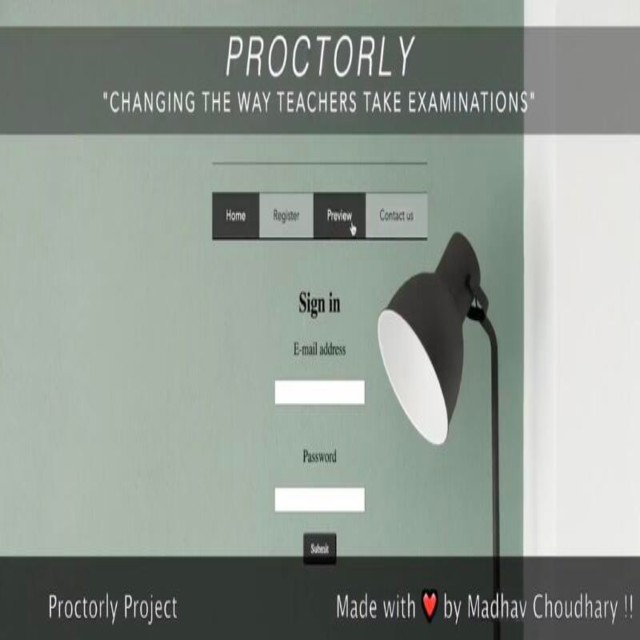 PROCTORLY
"CHANGING THE WAY TEACHERS TAKE EXAMINATIONS"
Home Register Preview Contact us
Sign in
E-mail address
Password
Submit
Proctorly Project Made with ❤ by Madhav Choudhary !!